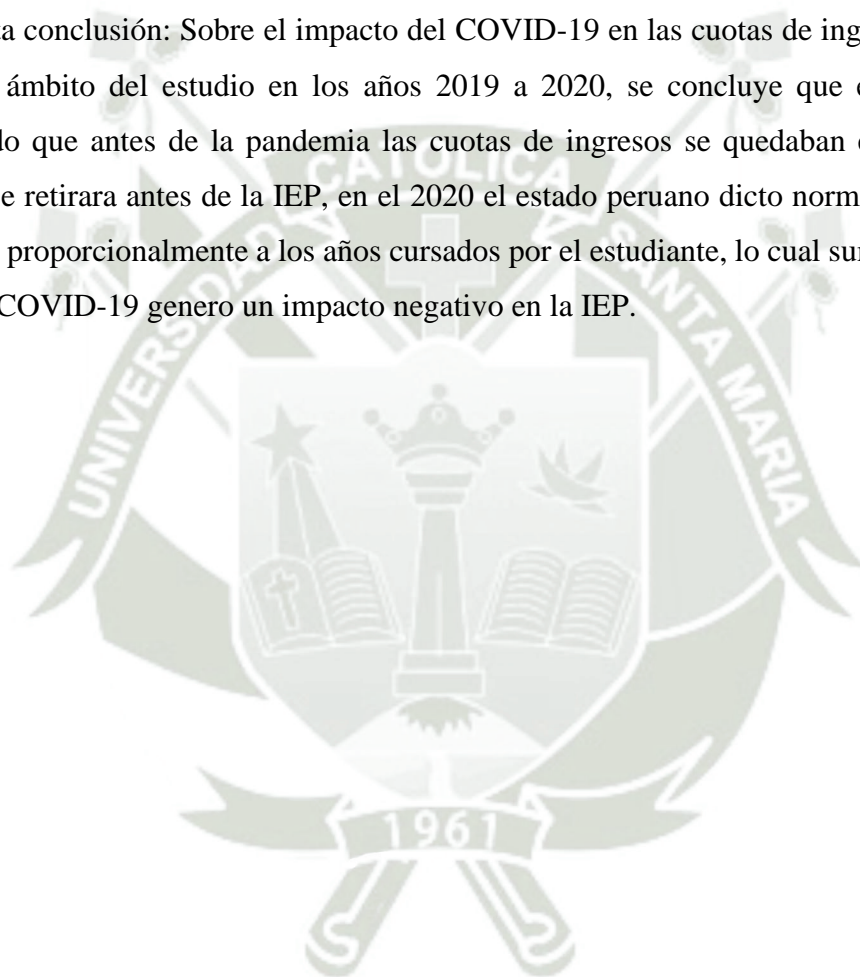 ta conclusión: Sobre el impacto del COVID-19 en las cuotas de ing
ámbito del estudio en los años 2019 a 2020, se concluye que
do que antes de la pandemia las cuotas de ingresos se quedaban
e retirara antes de la IEP, en el 2020 el estado peruano dicto norm
proporcionalmente a los años cursados por el estudiante, lo cual su
COVID-19 genero un impacto negativo en la IEP.
UNIVERSIDAD CATOLICA SANTA MARIA
1961